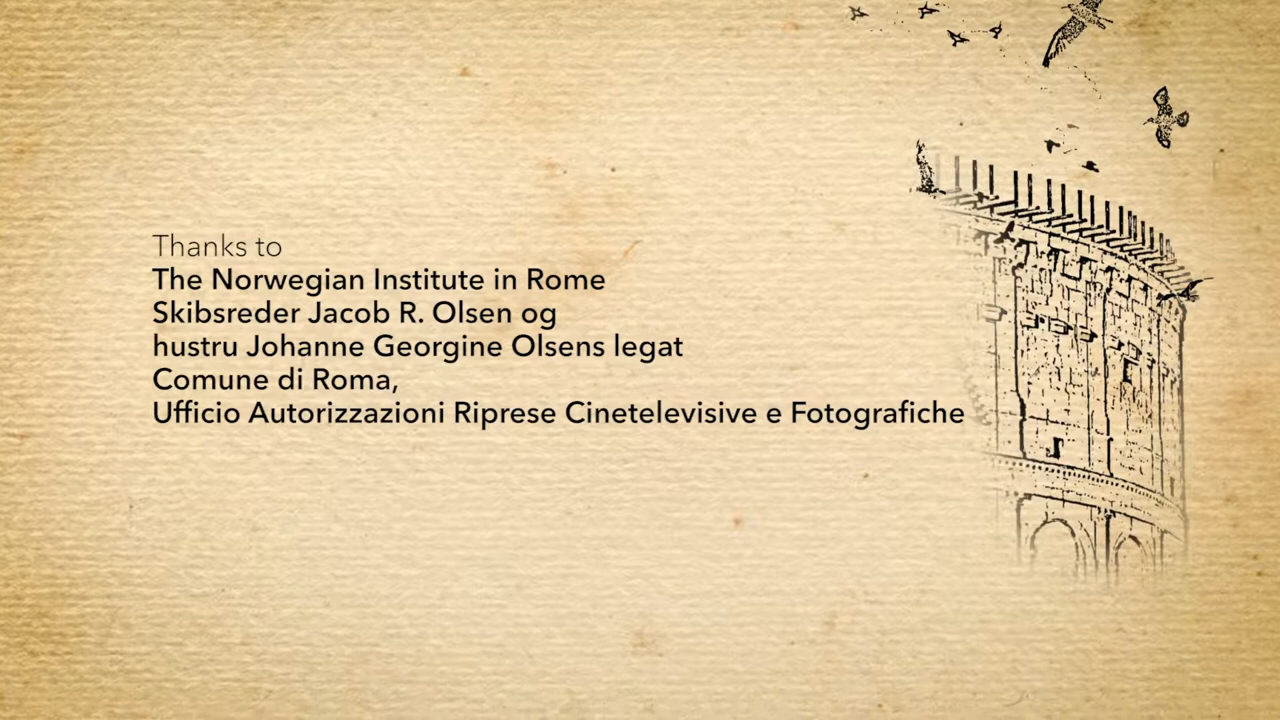 Thanks to
The Norwegian Institute in Rome
Skibsreder Jacob R. Olsen og
hustru Johanne Georgine Olsens legat
Comune di Roma,
Ufficio Autorizzazioni Riprese Cinetelevisive e Fotografiche